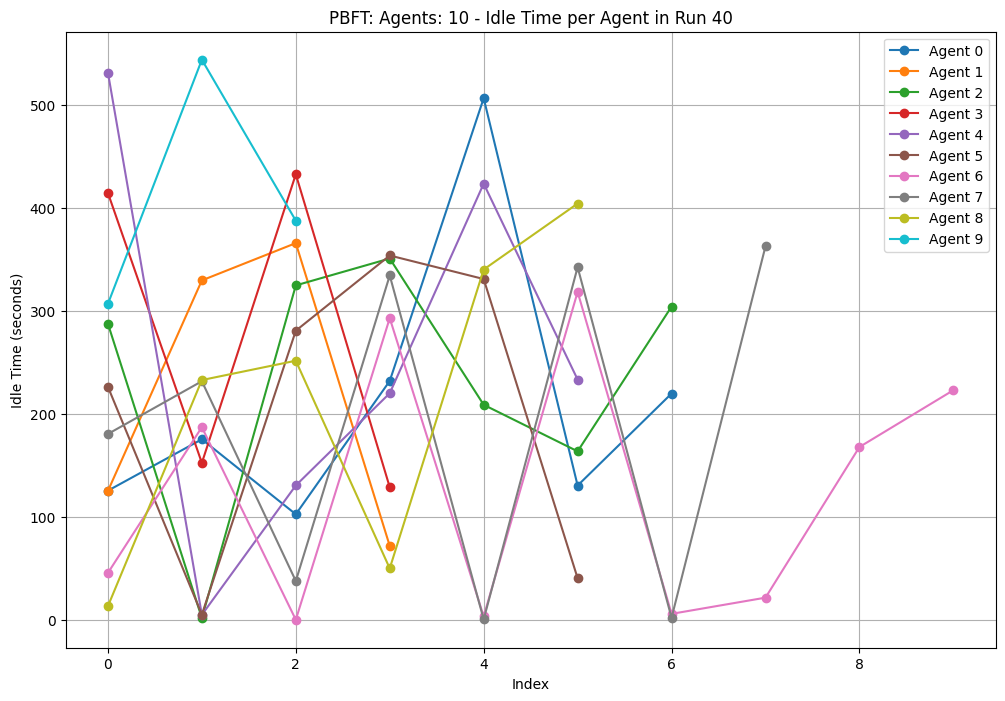 PBFT: Agents: 10 - Idle Time per Agent in Run 40
Agent 0
Agent 1
Agent 2
Agent 3
Agent 4
Agent 5
Agent 6
Agent 7
Agent 8
Agent 9
Idle Time (seconds)
500
400
300
200
100
0
0 2 4 6 8
Index